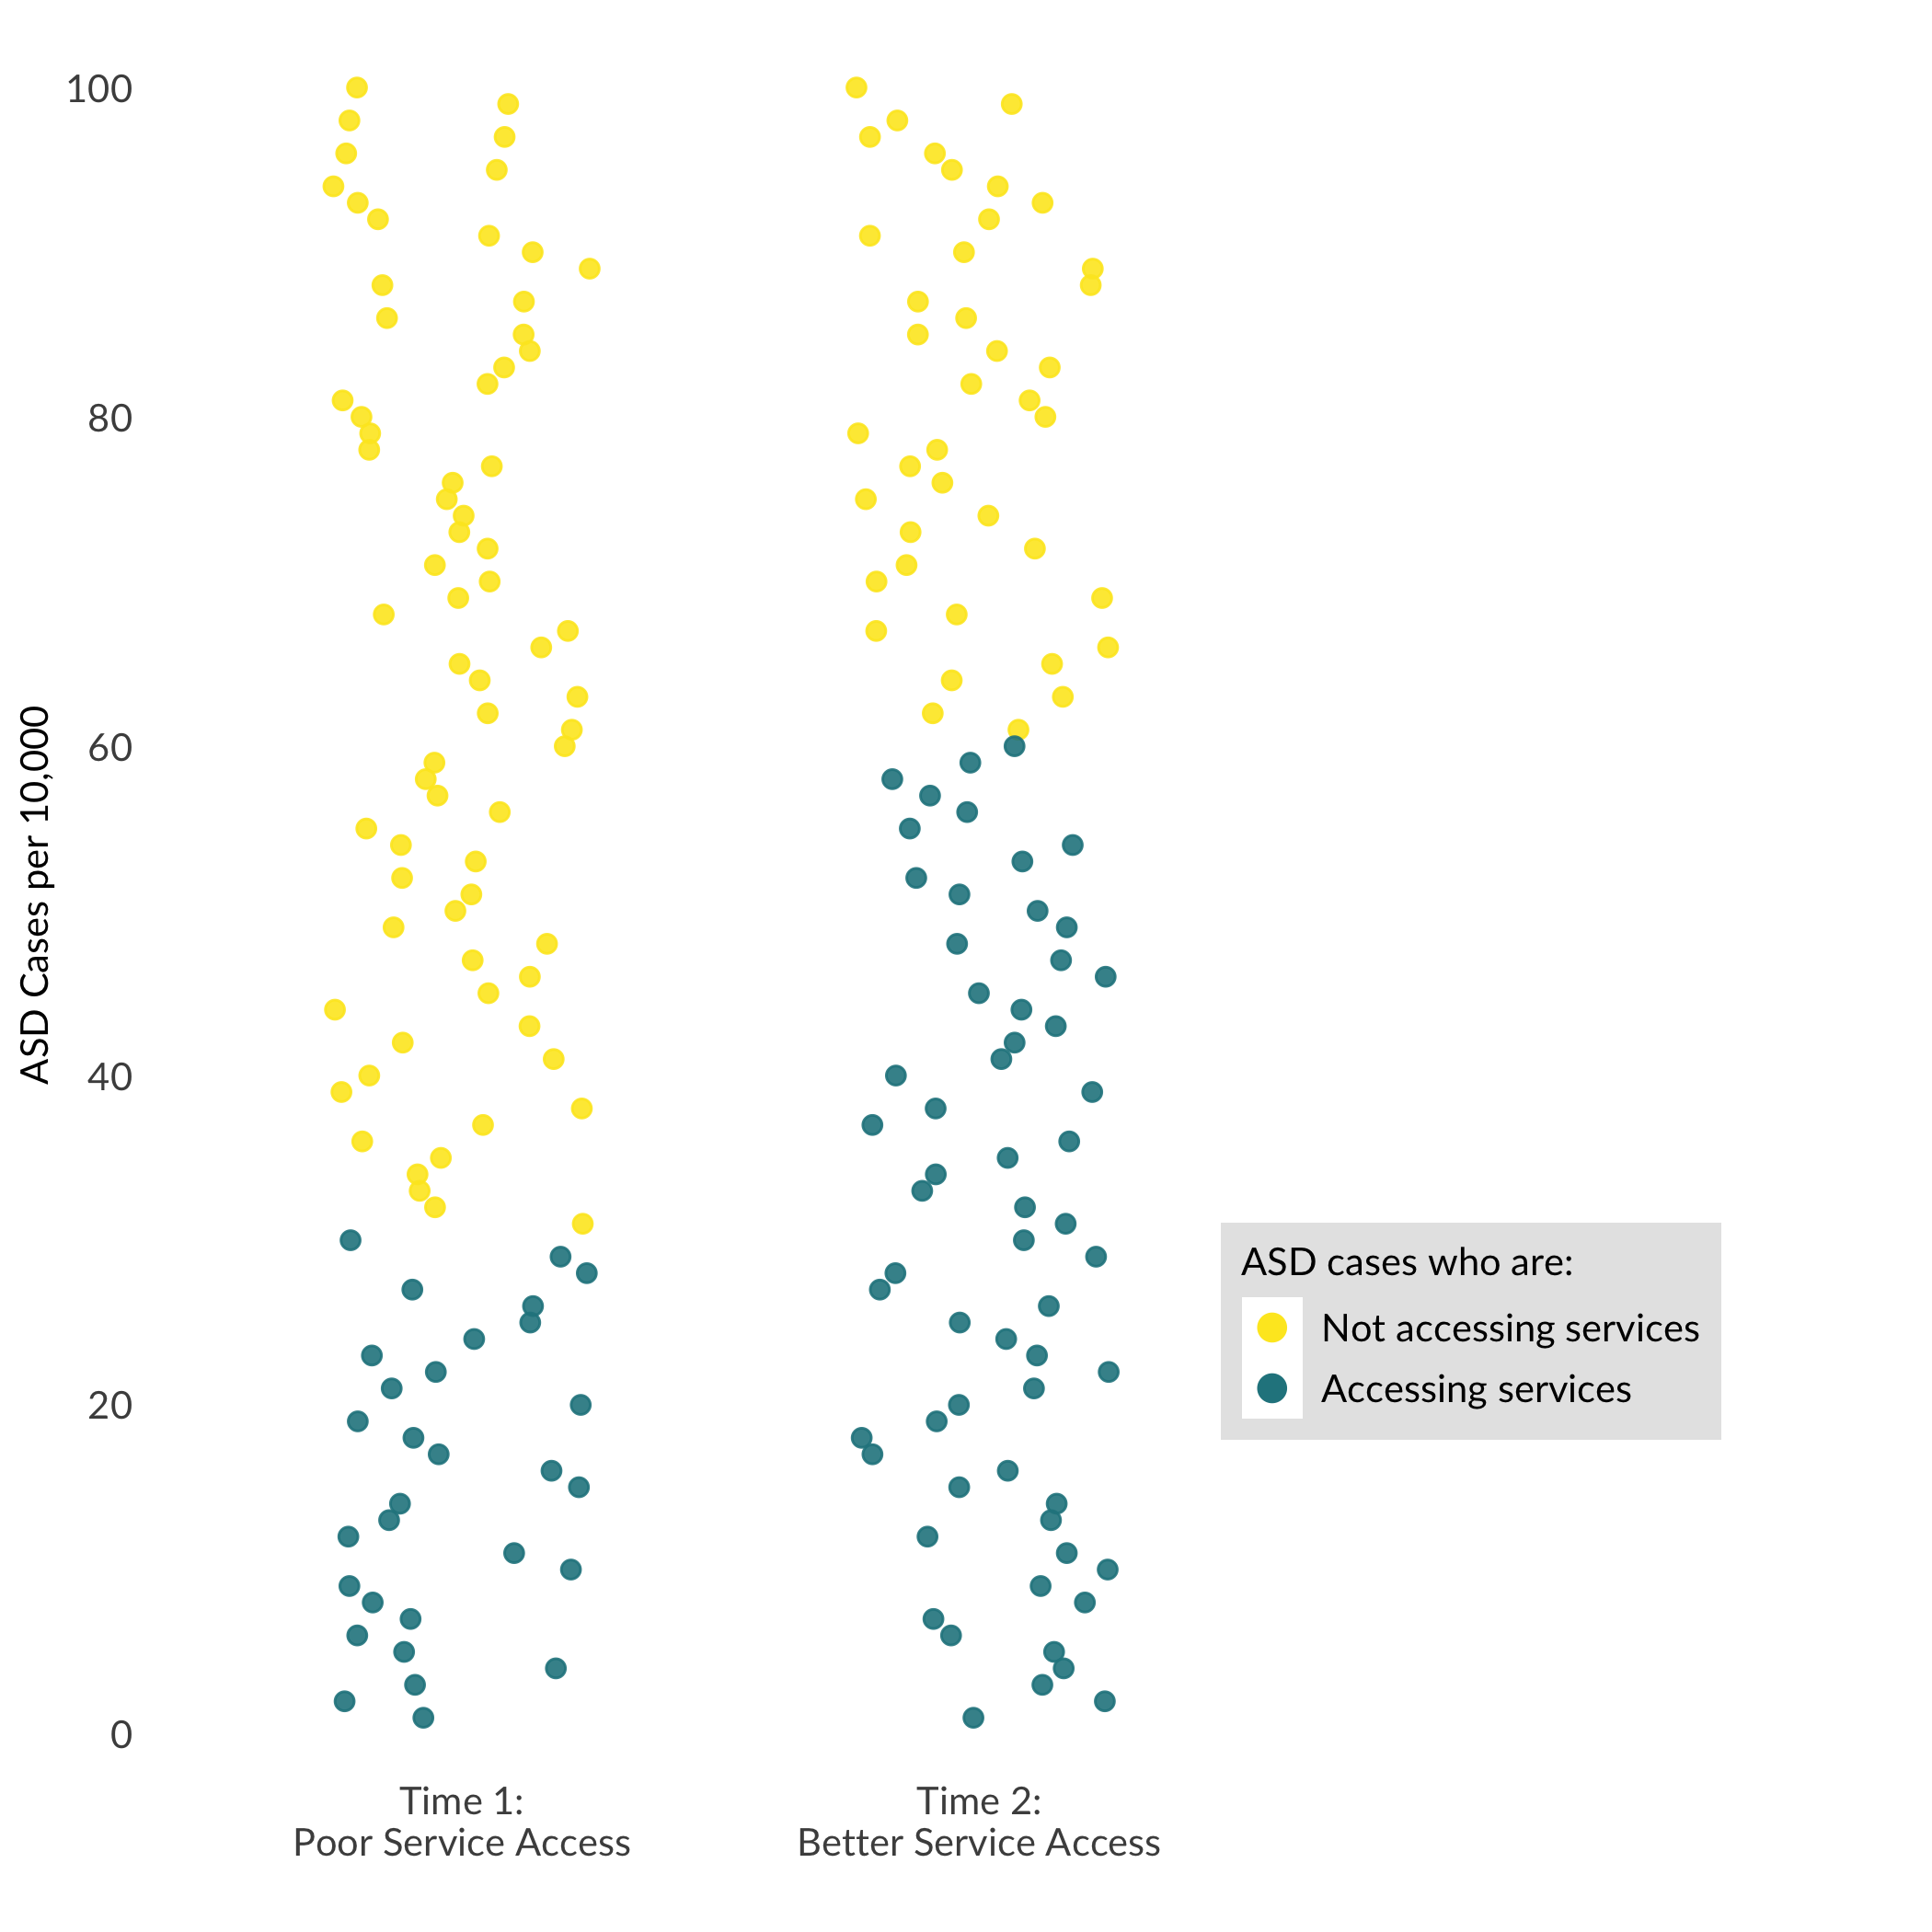 100
80
60
40
20
0
ASD Cases per 10,000
Time 1:
Poor Service Access
Time 2:
Better Service Access
ASD cases who are:
Not accessing services
Accessing services